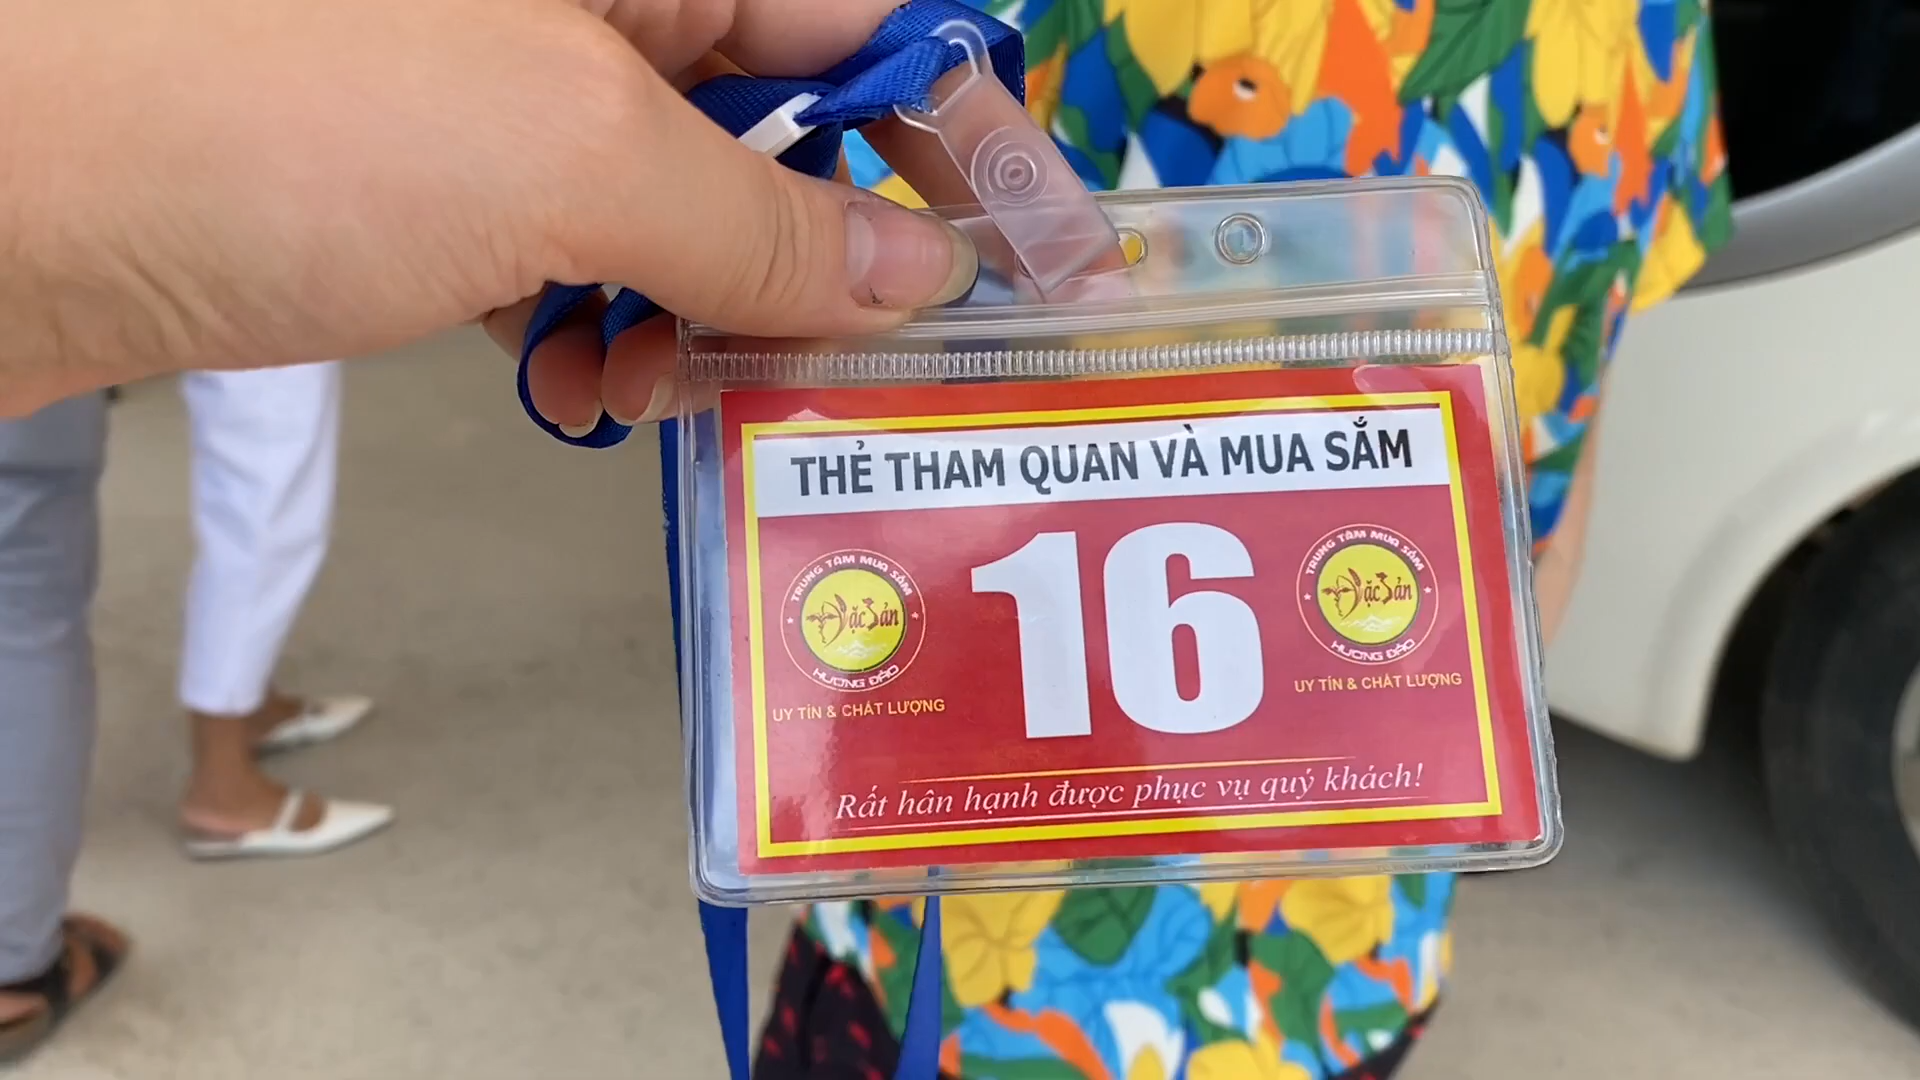 THẺ THAM QUAN VÀ MUA SẮM
16
TRUNG TÂM MUA SẮM
Đặc Sản
HƯƠNG ĐẢO
UY TÍN & CHẤT LƯỢNG
TRUNG TÂM MUA SẮM
Đặc Sản
HƯƠNG ĐẢO
UY TÍN & CHẤT LƯỢNG
Rất hân hạnh được phục vụ quý khách!